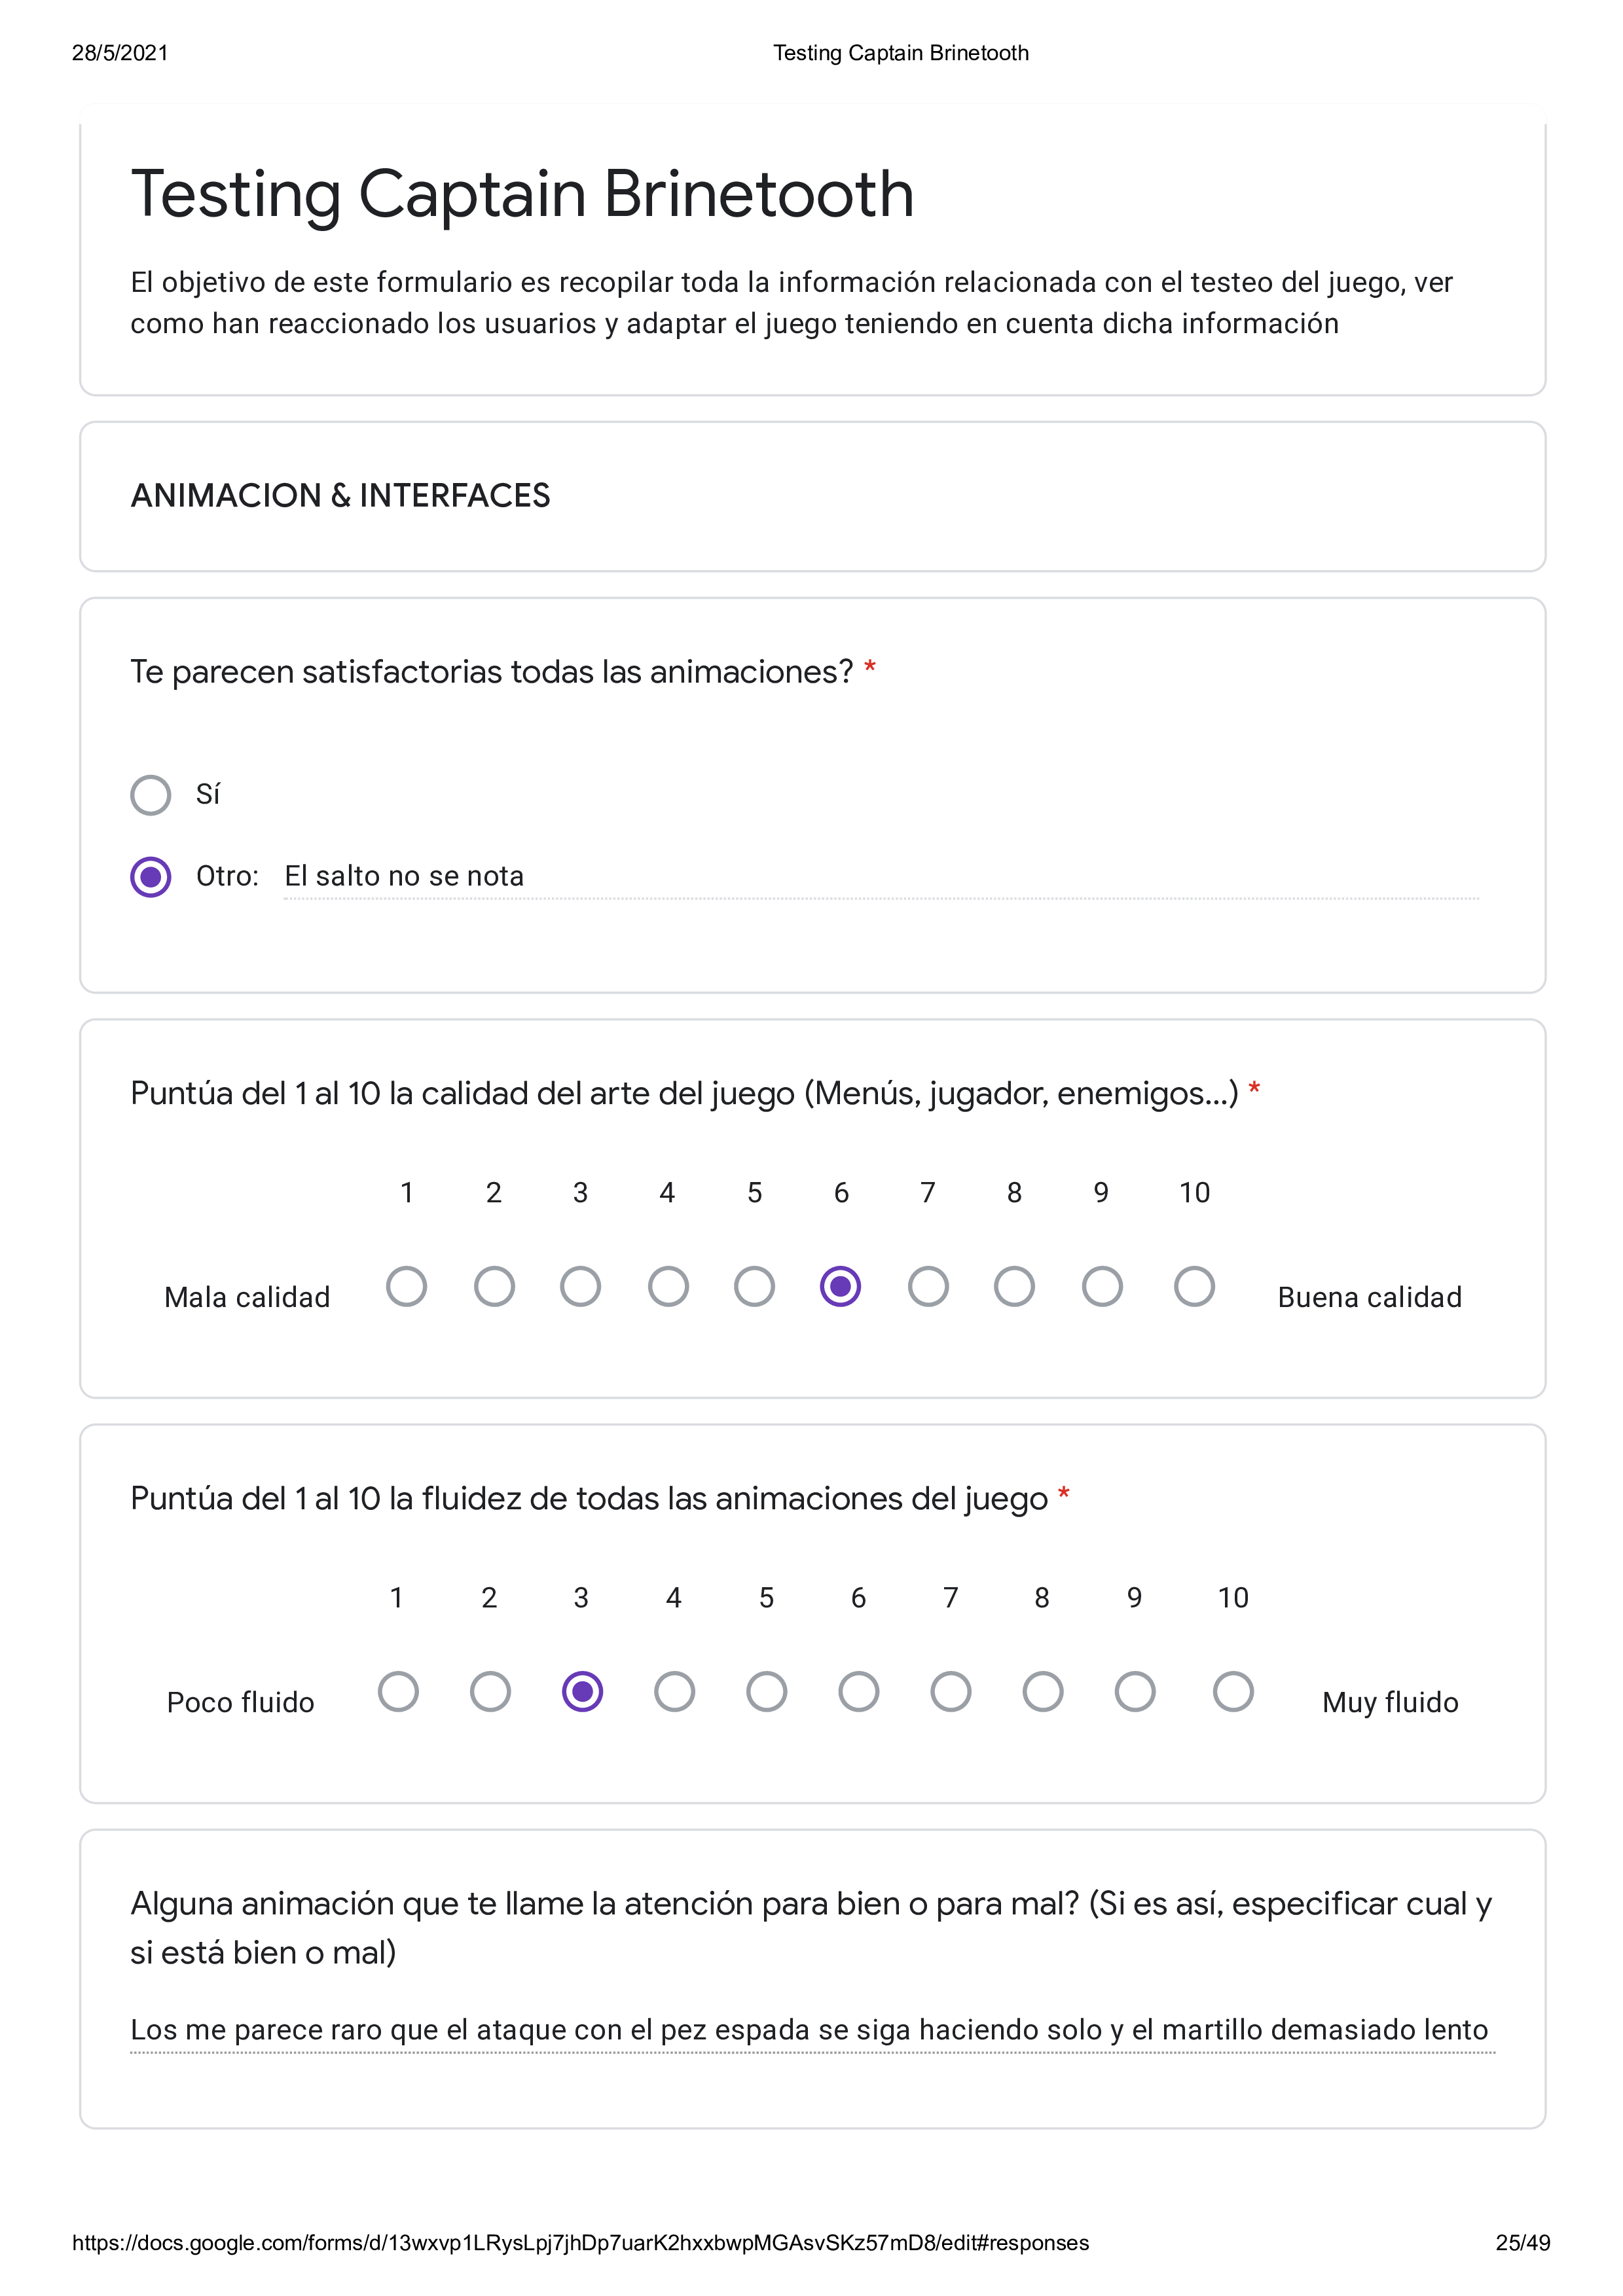 28/5/2021 Testing Captain Brinetooth
Testing Captain Brinetooth
El objetivo de este formulario es recopilar toda la información relacionada con el testeo del juego, ver
como han reaccionado los usuarios y adaptar el juego teniendo en cuenta dicha información
ANIMACION & INTERFACES
Te parecen satisfactorias todas las animaciones? *
Sí
Otro: El salto no se nota
Puntúa del 1 al 10 la calidad del arte del juego (Menús, jugador, enemigos...) *
1 2 3 4 5 6 7 8 9 10
Mala calidad Buena calidad
Puntúa del 1 al 10 la fluidez de todas las animaciones del juego *
1 2 3 4 5 6 7 8 9 10
Poco fluido Muy fluido
Alguna animación que te llame la atención para bien o para mal? (Si es así, especificar cual y
si está bien o mal)
Los me parece raro que el ataque con el pez espada se siga haciendo solo y el martillo demasiado lento
https://docs.google.com/forms/d/13wxvp1LRysLpj7jhDp7uarK2hxxbwpMGAsvSKz57mD8/edit#responses 25/49